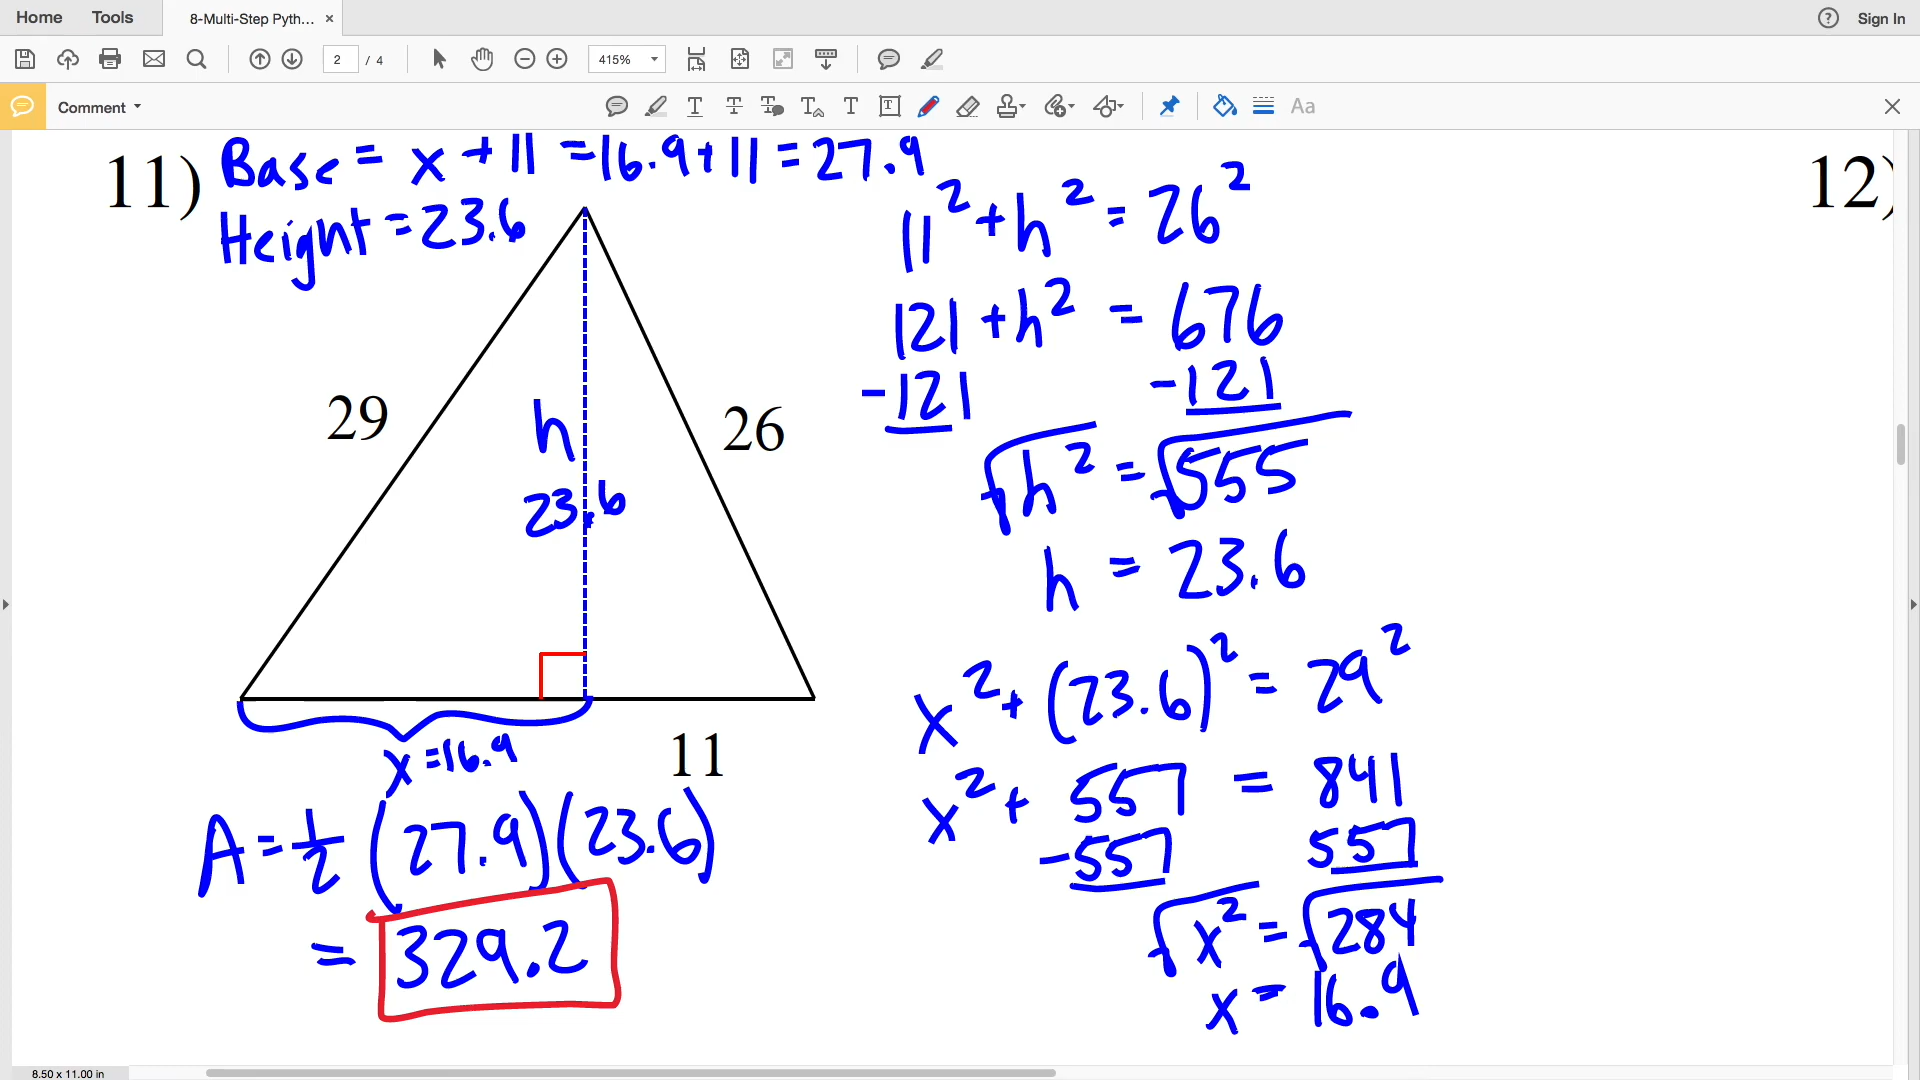 Home Tools 8-Multi-Step Pyth... × ? Sign In
2 / 4 415%
Comment Aa
11) Base = x + 11 = 16.9 + 11 = 27.9
Height = 23.6
29
h
23.6
26
x = 16.9
11
A = 1/2 (27.9)(23.6)
= 329.2
11² + h² = 26²
121 + h² = 676
-121 -121
√h² = √555
h = 23.6
x² + (23.6)² = 29²
x² + 557 = 841
-557 557
√x² = √284
x = 16.9
12)
8.50 x 11.00 in